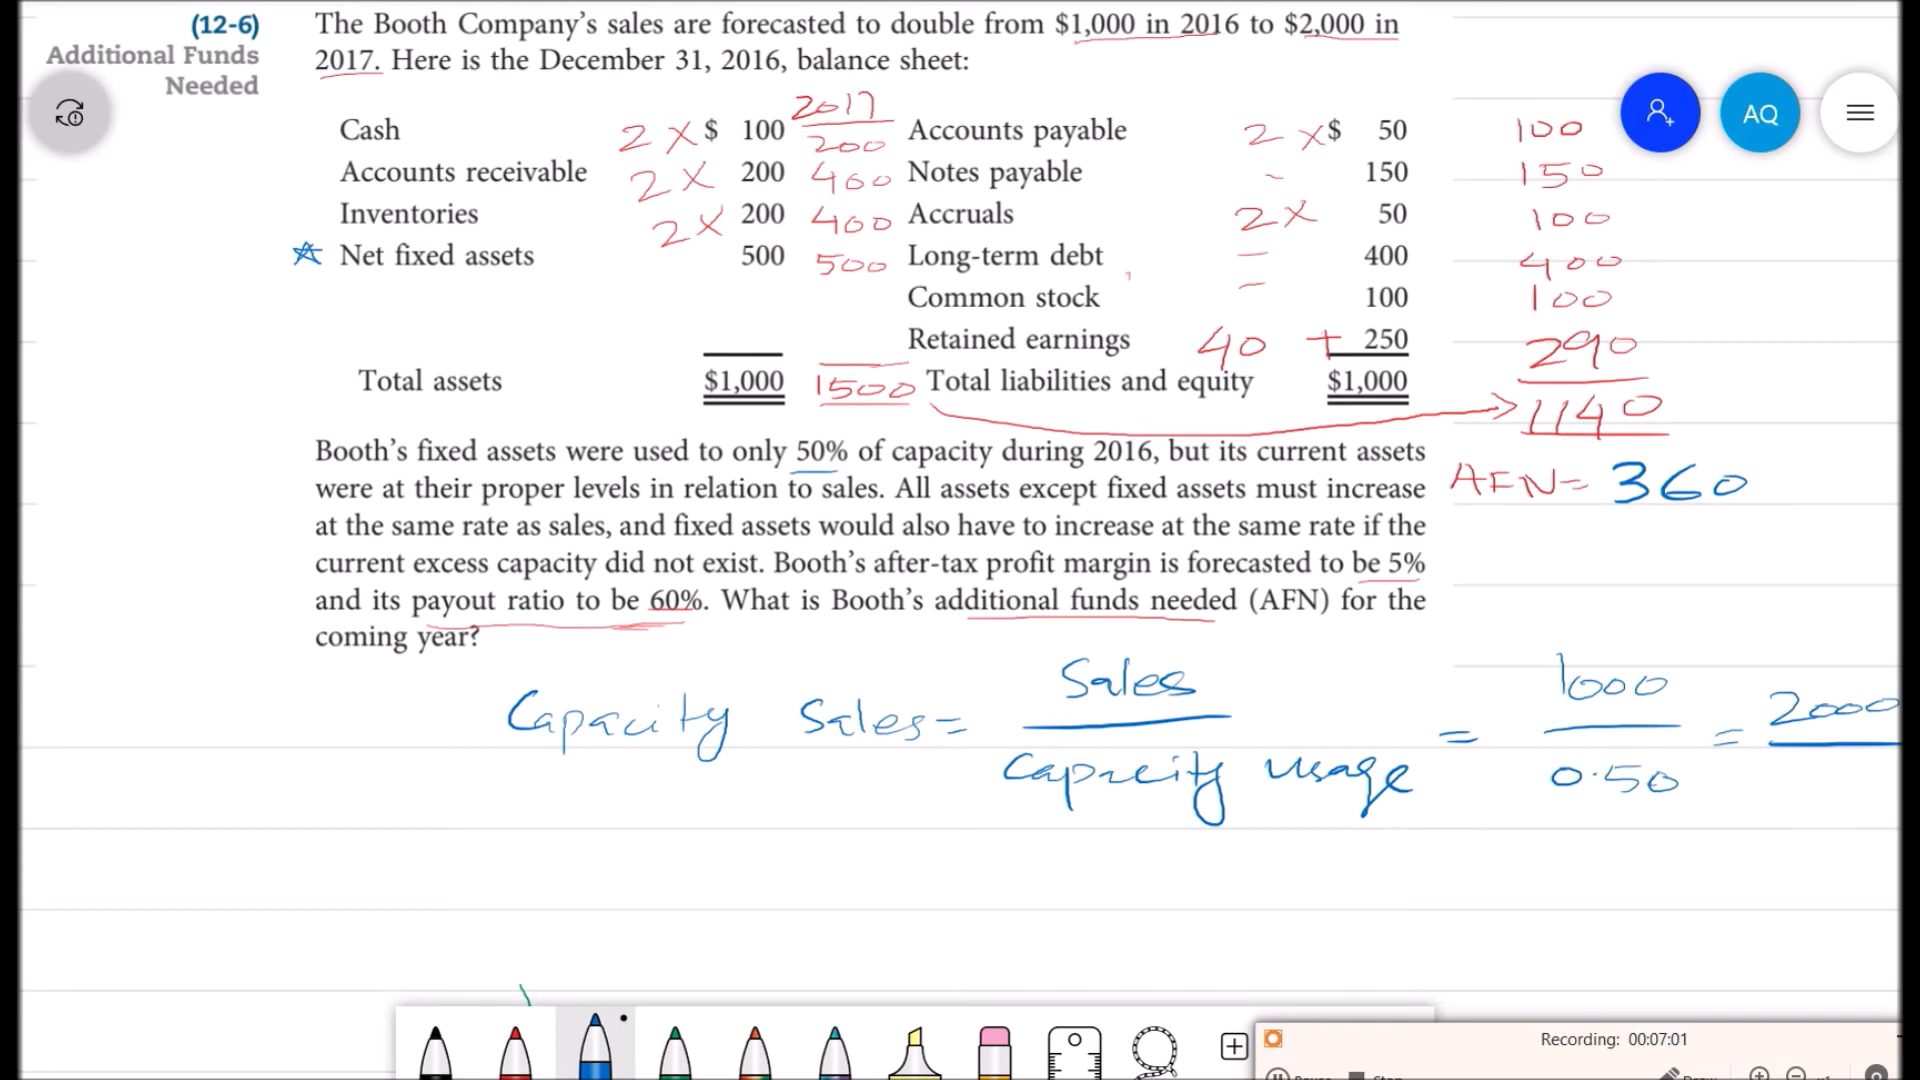 (12-6) The Booth Company's sales are forecasted to double from $1,000 in 2016 to $2,000 in
Additional Funds 2017. Here is the December 31, 2016, balance sheet:
Needed
2017
Cash 2 × $ 100 200 Accounts payable 2 × $ 50 100
Accounts receivable 2 × 200 400 Notes payable - 150 150
Inventories 2 × 200 400 Accruals 2 × 50 100
Net fixed assets 500 500 Long-term debt - 400 400
Common stock - 100 100
Retained earnings 40 + 250 290
Total assets $1,000 1500 Total liabilities and equity $1,000 1140
Booth's fixed assets were used to only 50% of capacity during 2016, but its current assets
were at their proper levels in relation to sales. All assets except fixed assets must increase
AFN= 360
at the same rate as sales, and fixed assets would also have to increase at the same rate if the
current excess capacity did not exist. Booth's after-tax profit margin is forecasted to be 5%
and its payout ratio to be 60%. What is Booth's additional funds needed (AFN) for the
coming year?
Capacity Sales = Sales / Capacity usage = 1000 / 0.50 = 2000
AQ
Recording: 00:07:01